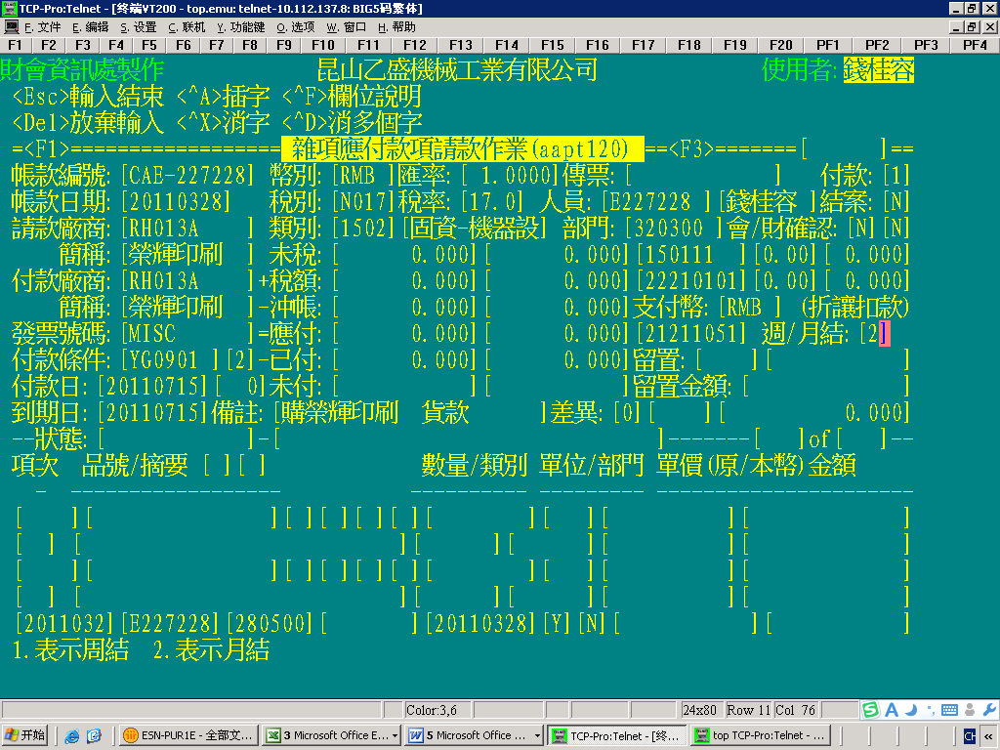 TCP-Pro:Telnet - [终端VT200 - top.emu: telnet-10.112.137.8: BIG5码繁体]
F. 文件 E. 编辑 S. 设置 C. 联机 Y. 功能键 O. 选项 W. 窗口 H. 帮助
F1 F2 F3 F4 F5 F6 F7 F8 F9 F10 F11 F12 F13 F14 F15 F16 F17 F18 F19 F20 PF1 PF2 PF3 PF4
財會資訊處製作 昆山乙盛機械工業有限公司 使用者: 錢桂容
<Esc>輸入結束 <^A>插字 <^F>欄位說明
<Del>放棄輸入 <^X>消字 <^D>消多個字
=<F1>================== 雜項應付款項請款作業(aapt120) ==<F3>=======[ ]==
帳款編號: [CAE-227228] 幣別: [RMB ]匯率: [ 1.0000]傳票: [ ] 付款: [1]
帳款日期: [20110328] 稅別: [N017]稅率: [17.0] 人員: [E227228 ] [錢桂容 ]結案: [N]
請款廠商: [RH013A ] 類別: [1502] [固資-機器設] 部門: [320300 ]會/財確認: [N] [N]
簡稱: [榮輝印刷 ] 未稅: [ 0.000] [ 0.000] [150111 ] [0.00] [ 0.000]
付款廠商: [RH013A ]+稅額: [ 0.000] [ 0.000] [22210101] [0.00] [ 0.000]
簡稱: [榮輝印刷 ]-沖帳: [ 0.000] [ 0.000]支付幣: [RMB ] (折讓扣款)
發票號碼: [MISC ]=應付: [ 0.000] [ 0.000] [21211051] 週/月結: [2]
付款條件: [YG0901 ] [2]-已付: [ 0.000] [ 0.000]留置: [ ] [ ]
付款日: [20110715] [ 0]未付: [ ] [ ]留置金額: [ ]
到期日: [20110715]備註: [購榮輝印刷 貨款 ]差異: [0] [ ] [ 0.000]
--狀態: [ ]-[ ]-------[ ]of[ ]--
項次 品號/摘要 [ ] [ ] 數量/類別 單位/部門 單價(原/本幣)金額
- ------------------ ---------- --------- ----------------------
[ ] [ ] [ ] [ ] [ ] [ ] [ ] [ ] [ ] [ ]
[ ] [ ] [ ] [ ] [ ] [ ]
[ ] [ ] [ ] [ ] [ ] [ ] [ ] [ ] [ ] [ ]
[ ] [ ] [ ] [ ] [ ] [ ]
[2011032] [E227228] [280500] [ ] [20110328] [Y] [N] [ ] [ ]
1.表示周結 2.表示月結
Color:3,6 24x80 Row 11 Col 76
开始 ESN-PUR1E - 全部文... 3 Microsoft Office E... 5 Microsoft Office ... TCP-Pro:Telnet - [终... top TCP-Pro:Telnet - ... CH «